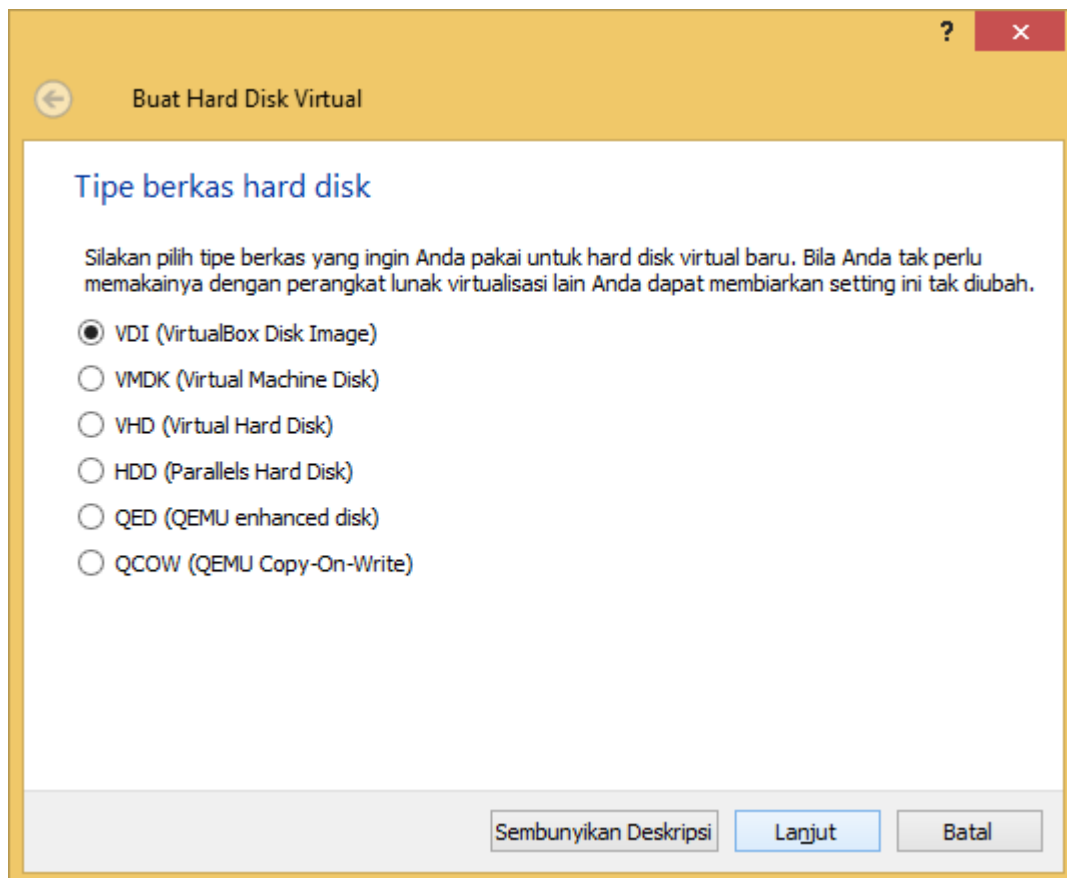 ?
Buat Hard Disk Virtual
Tipe berkas hard disk
Silakan pilih tipe berkas yang ingin Anda pakai untuk hard disk virtual baru. Bila Anda tak perlu
memakainya dengan perangkat lunak virtualisasi lain Anda dapat membiarkan setting ini tak diubah.
VDI (VirtualBox Disk Image)
VMDK (Virtual Machine Disk)
VHD (Virtual Hard Disk)
HDD (Parallels Hard Disk)
QED (QEMU enhanced disk)
QCOW (QEMU Copy-On-Write)
Sembunyikan Deskripsi Lanjut Batal